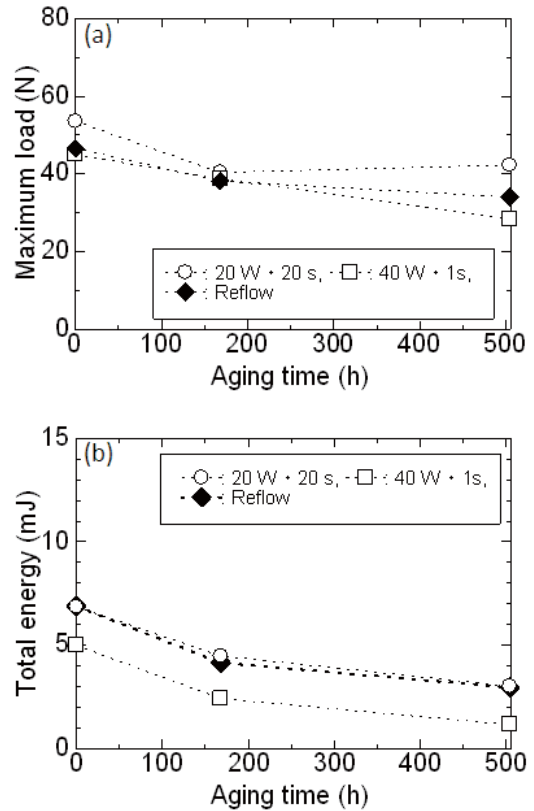 (a)
Maximum load (N)
80
60
40
20
0
: 20 W・20 s, : 40 W・1s,
: Reflow
0 100 200 300 400 500
Aging time (h)
(b)
Total energy (mJ)
15
10
5
0
: 20 W・20 s, : 40 W・1s,
: Reflow
0 100 200 300 400 500
Aging time (h)